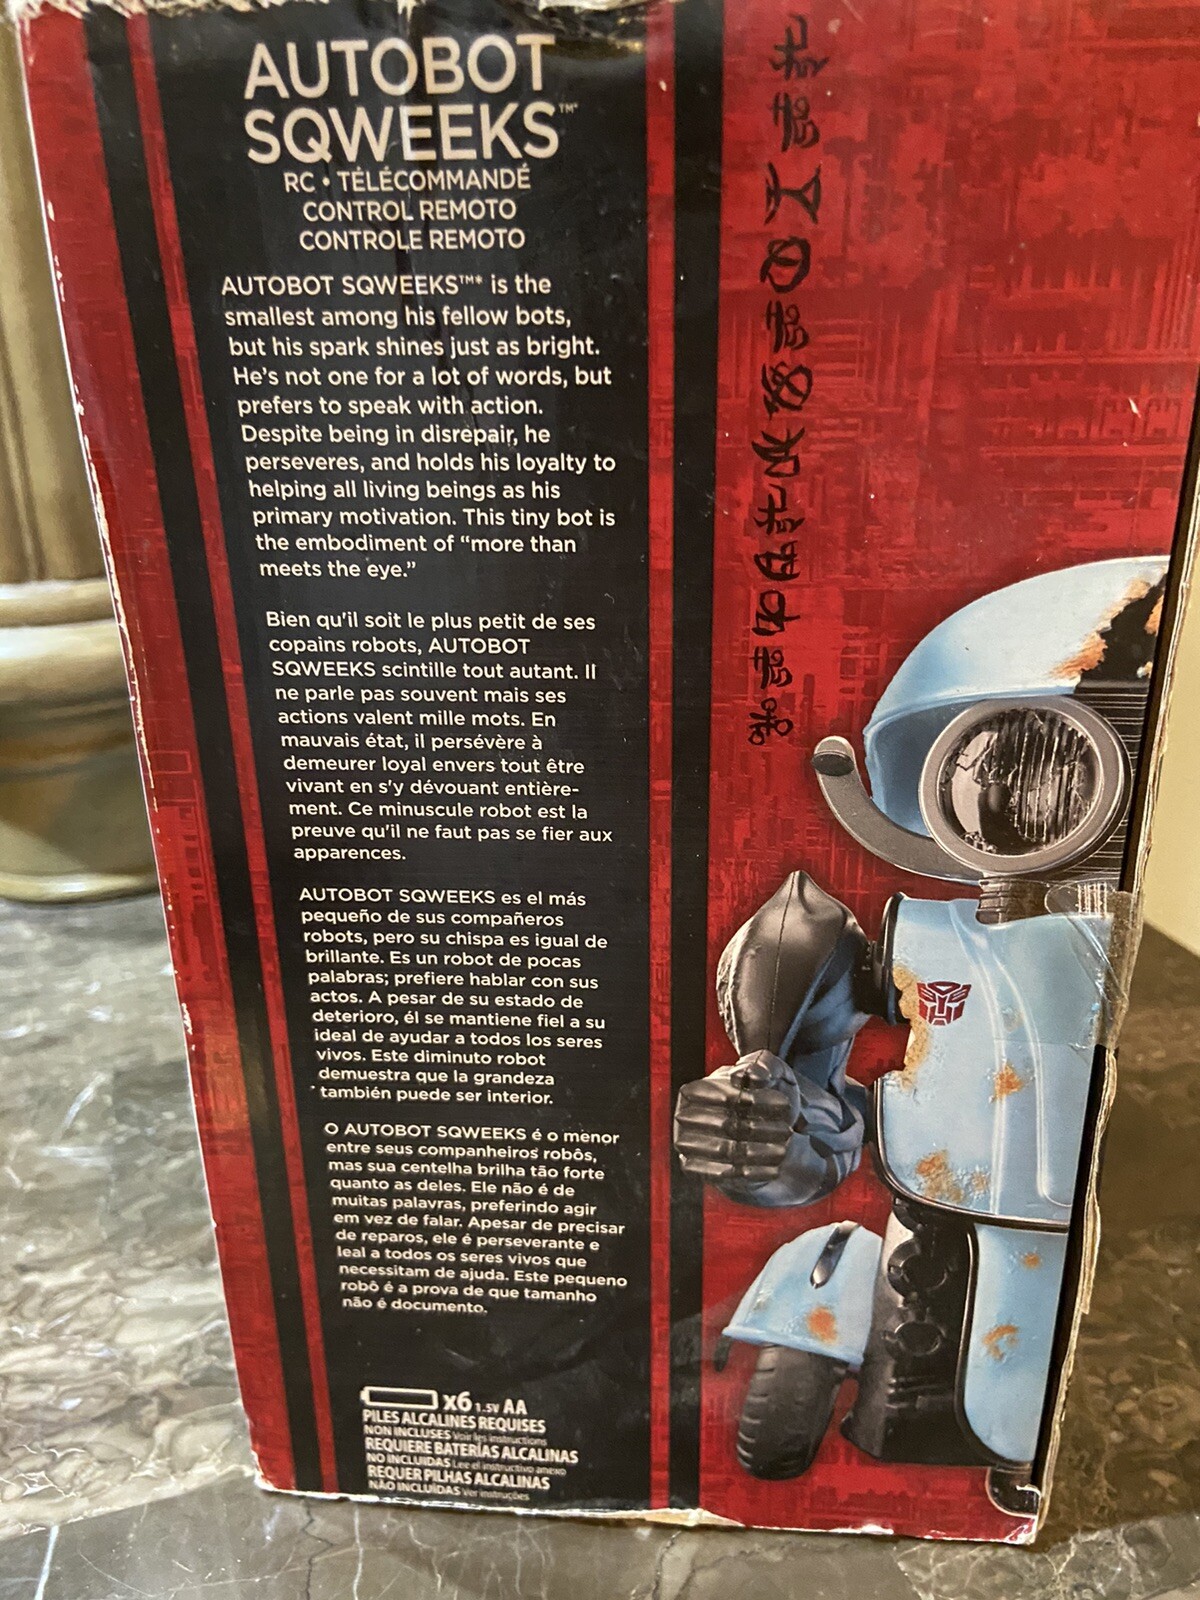 AUTOBOT
SQWEEKS™
RC • TÉLÉCOMMANDÉ
CONTROL REMOTO
CONTROLE REMOTO
AUTOBOT SQWEEKS™* is the
smallest among his fellow bots,
but his spark shines just as bright.
He's not one for a lot of words, but
prefers to speak with action.
Despite being in disrepair, he
perseveres, and holds his loyalty to
helping all living beings as his
primary motivation. This tiny bot is
the embodiment of “more than
meets the eye.”
Bien qu'il soit le plus petit de ses
copains robots, AUTOBOT
SQWEEKS scintille tout autant. Il
ne parle pas souvent mais ses
actions valent mille mots. En
mauvais état, il persévère à
demeurer loyal envers tout être
vivant en s'y dévouant entière-
ment. Ce minuscule robot est la
preuve qu'il ne faut pas se fier aux
apparences.
AUTOBOT SQWEEKS es el más
pequeño de sus compañeros
robots, pero su chispa es igual de
brillante. Es un robot de pocas
palabras; prefiere hablar con sus
actos. A pesar de su estado de
deterioro, él se mantiene fiel a su
ideal de ayudar a todos los seres
vivos. Este diminuto robot
demuestra que la grandeza
también puede ser interior.
O AUTOBOT SQWEEKS é o menor
entre seus companheiros robôs,
mas sua centelha brilha tão forte
quanto as deles. Ele não é de
muitas palavras, preferindo agir
em vez de falar. Apesar de precisar
de reparos, ele é perseverante e
leal a todos os seres vivos que
necessitam de ajuda. Este pequeno
robô é a prova de que tamanho
não é documento.
x6 1.5V AA
PILES ALCALINES REQUISES
NON INCLUSES Voir les instructions
REQUIERE BATERÍAS ALCALINAS
NO INCLUIDAS Lee el instructivo anexo
REQUER PILHAS ALCALINAS
NÃO INCLUÍDAS Ver instruções